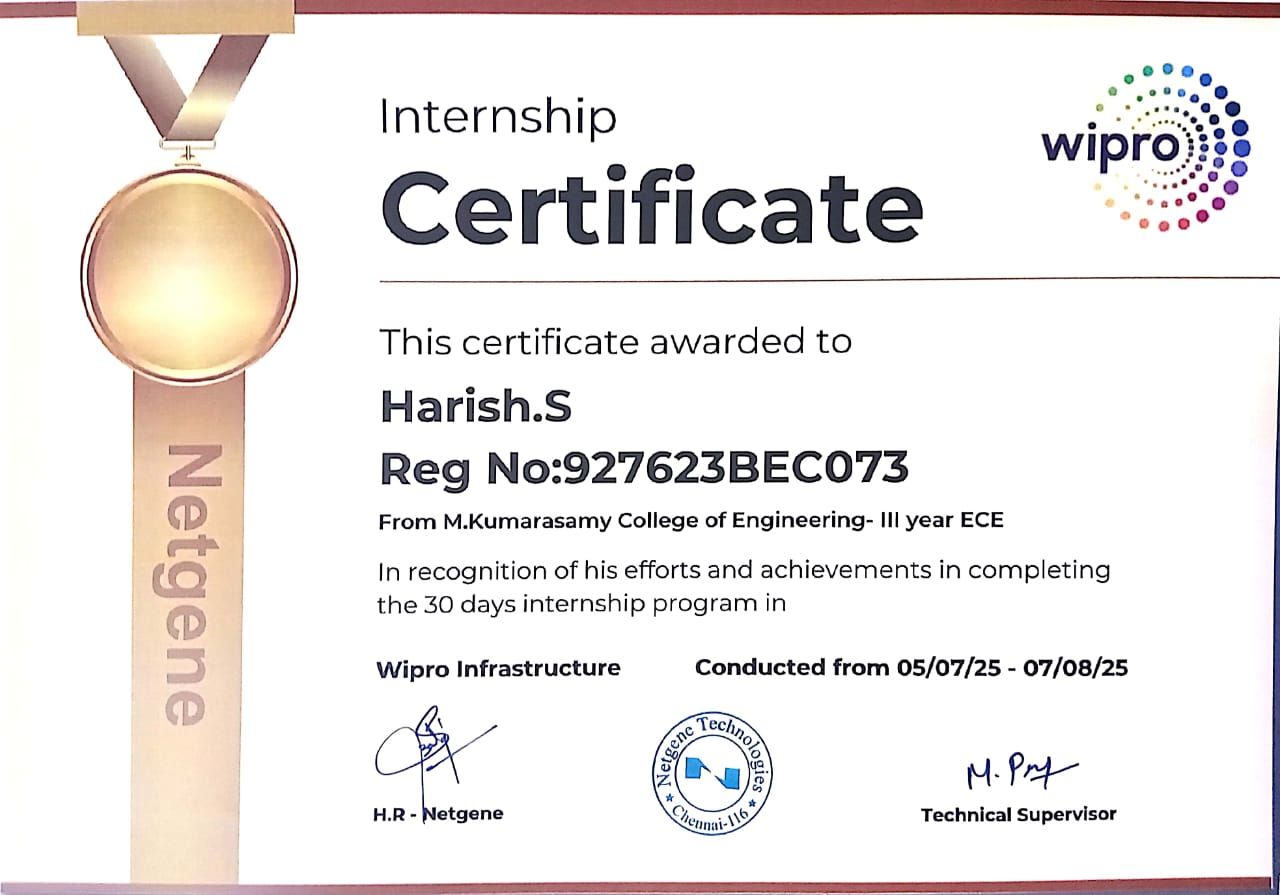 Internship
Certificate
wipro
This certificate awarded to
Harish.S
Reg No:927623BEC073
From M.Kumarasamy College of Engineering- III year ECE
In recognition of his efforts and achievements in completing
the 30 days internship program in
Wipro Infrastructure
Conducted from 05/07/25 - 07/08/25
Netgene Technologies
Chennai-116
M.
H.R - Netgene
Technical Supervisor
Netgene